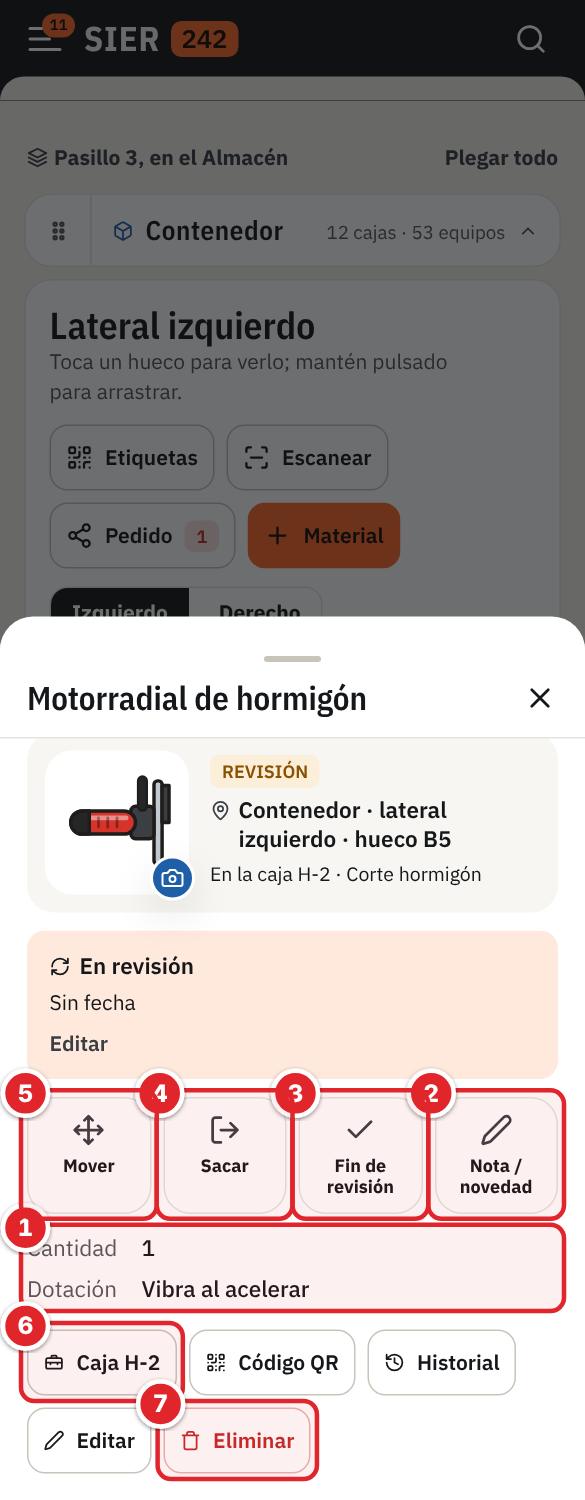 11
SIER 242
Pasillo 3, en el Almacén
Plegar todo
Contenedor
12 cajas · 53 equipos
Lateral izquierdo
Toca un hueco para verlo; mantén pulsado
para arrastrar.
Etiquetas
Escanear
Pedido 1
+ Material
Izquierdo
Derecho
Motorradial de hormigón
REVISIÓN
Contenedor · lateral
izquierdo · hueco B5
En la caja H-2 · Corte hormigón
En revisión
Sin fecha
Editar
5
4
3
2
Mover
Sacar
Fin de
revisión
Nota /
novedad
1
Cantidad 1
Dotación Vibra al acelerar
6
Caja H-2
Código QR
Historial
7
Editar
Eliminar